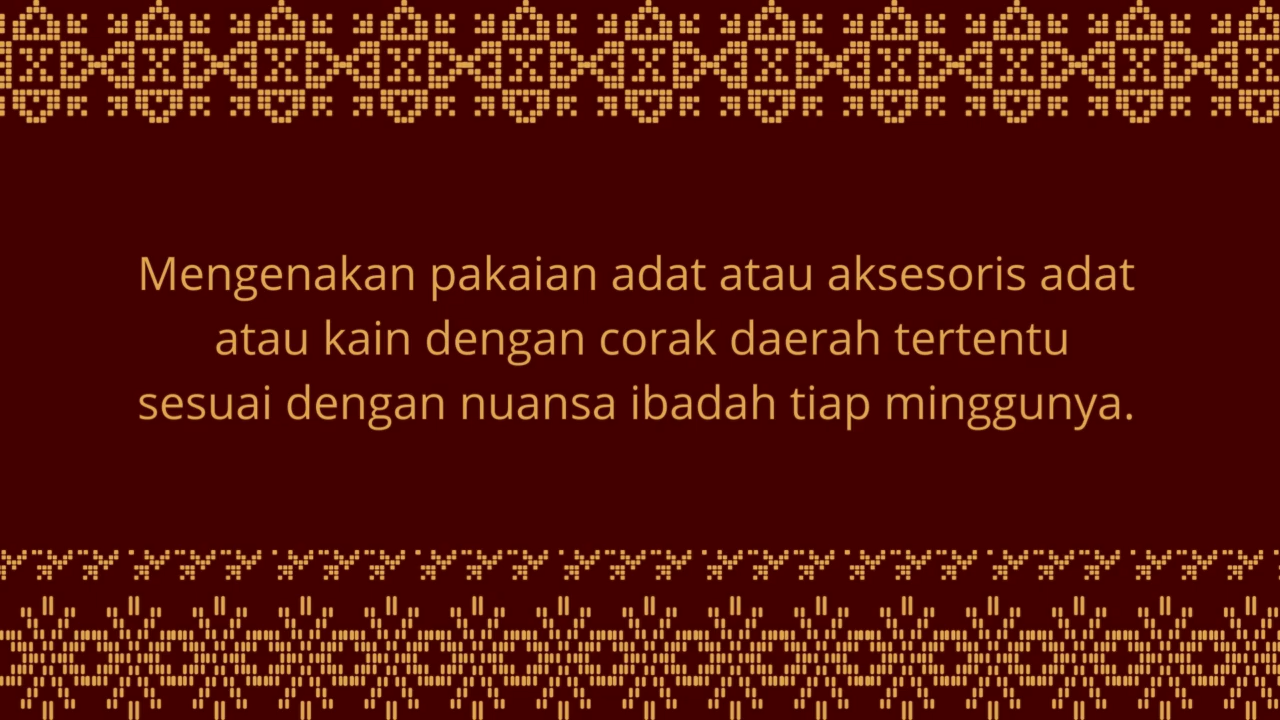 Mengenakan pakaian adat atau aksesoris adat
atau kain dengan corak daerah tertentu
sesuai dengan nuansa ibadah tiap minggunya.